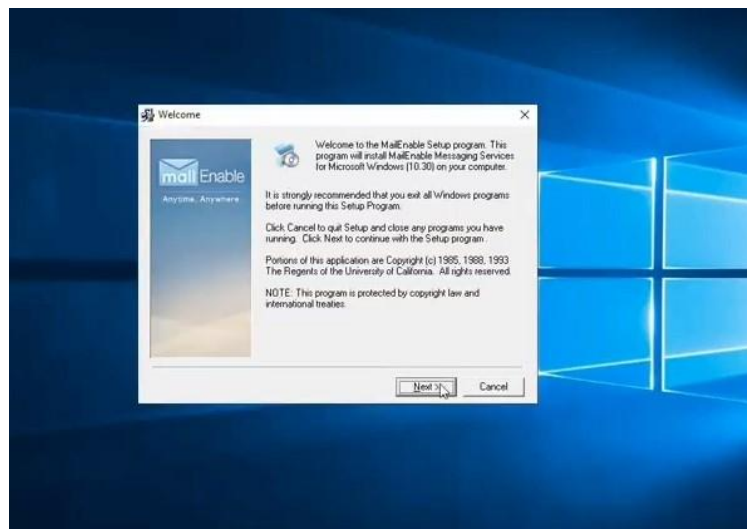 Welcome
mail Enable
Anytime, Anywhere
Welcome to the MailEnable Setup program. This
program will install MailEnable Messaging Services
for Microsoft Windows (10.30) on your computer.
It is strongly recommended that you exit all Windows programs
before running this Setup Program.
Click Cancel to quit Setup and close any programs you have
running. Click Next to continue with the Setup program.
Portions of this application are Copyright (c) 1985, 1988, 1993
The Regents of the University of California. All rights reserved.
NOTE: This program is protected by copyright law and
international treaties.
Next >
Cancel